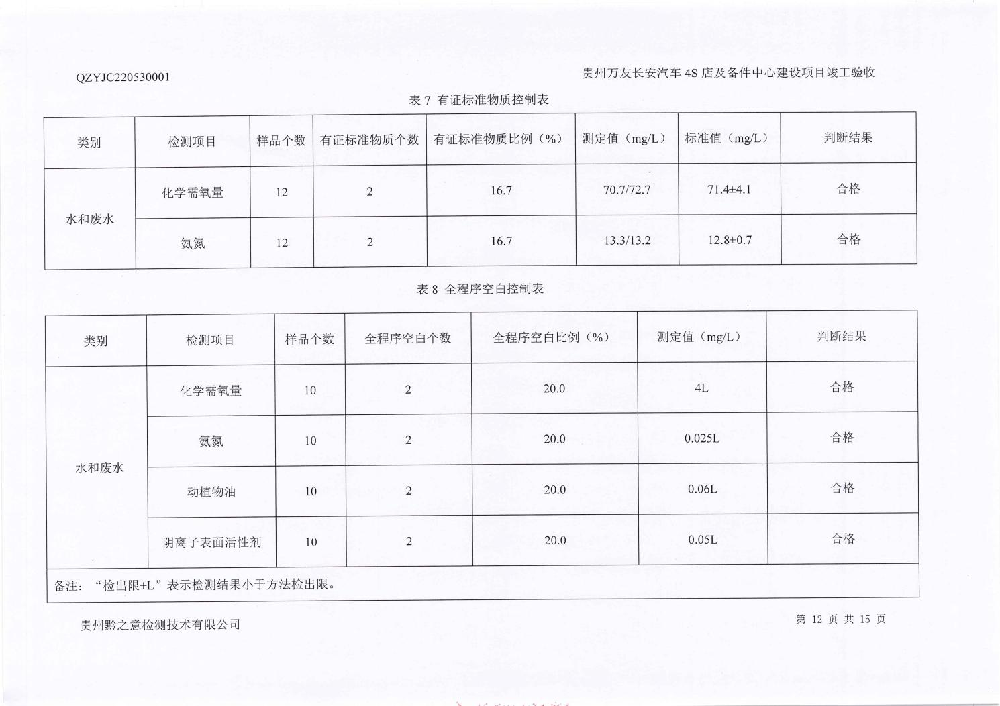 QZYJC220530001
贵州万友长安汽车 4S 店及备件中心建设项目竣工验收
表 7 有证标准物质控制表
类别 检测项目 样品个数 有证标准物质个数 有证标准物质比例（%） 测定值（mg/L） 标准值（mg/L） 判断结果
水和废水 化学需氧量 12 2 16.7 70.7/72.7 71.4±4.1 合格
氨氮 12 2 16.7 13.3/13.2 12.8±0.7 合格
表 8 全程序空白控制表
类别 检测项目 样品个数 全程序空白个数 全程序空白比例（%） 测定值（mg/L） 判断结果
水和废水 化学需氧量 10 2 20.0 4L 合格
氨氮 10 2 20.0 0.025L 合格
动植物油 10 2 20.0 0.06L 合格
阴离子表面活性剂 10 2 20.0 0.05L 合格
备注：“检出限+L”表示检测结果小于方法检出限。
贵州黔之意检测技术有限公司
第 12 页 共 15 页